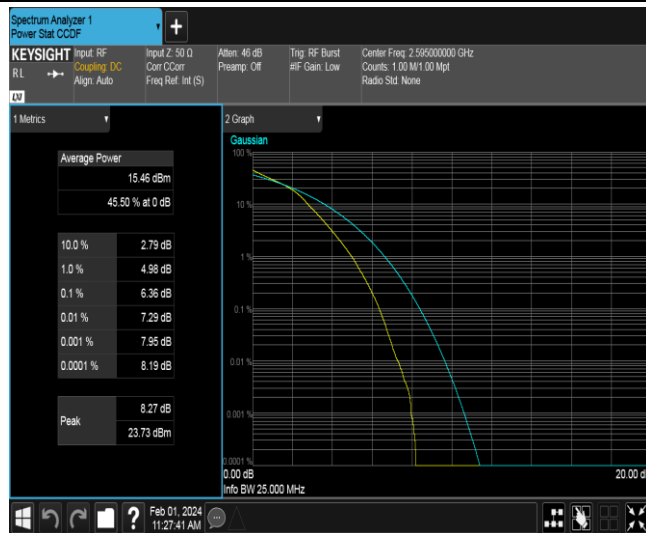 Spectrum Analyzer 1
Power Stat CCDF
+
KEYSIGHT
RL
Input: RF
Coupling: DC
Align: Auto
Input Z: 50 Ω
Corr CCorr
Freq Ref: Int (S)
Atten: 46 dB
Preamp: Off
Trig: RF Burst
#IF Gain: Low
Center Freq: 2.595000000 GHz
Counts: 1.00 M/1.00 Mpt
Radio Std: None
1 Metrics
Average Power
15.46 dBm
45.50 % at 0 dB
10.0 % 2.79 dB
1.0 % 4.98 dB
0.1 % 6.36 dB
0.01 % 7.29 dB
0.001 % 7.95 dB
0.0001 % 8.19 dB
Peak
8.27 dB
23.73 dBm
2 Graph
Gaussian
100 %
10 %
1 %
0.1 %
0.01 %
0.001 %
0.0001 %
0.00 dB
20.00 d
Info BW 25.000 MHz
?
Feb 01, 2024
11:27:41 AM